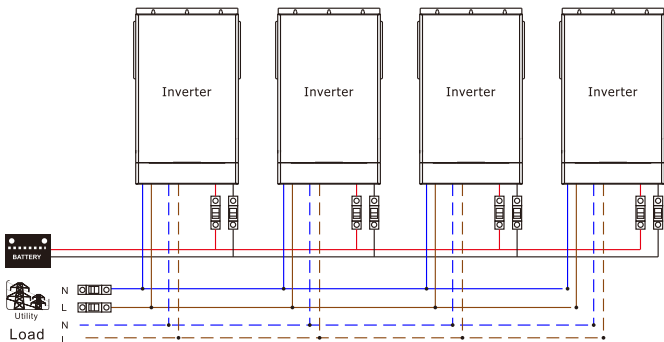 Inverter Inverter Inverter Inverter
BATTERY
N
L
Utility
N
Load
L